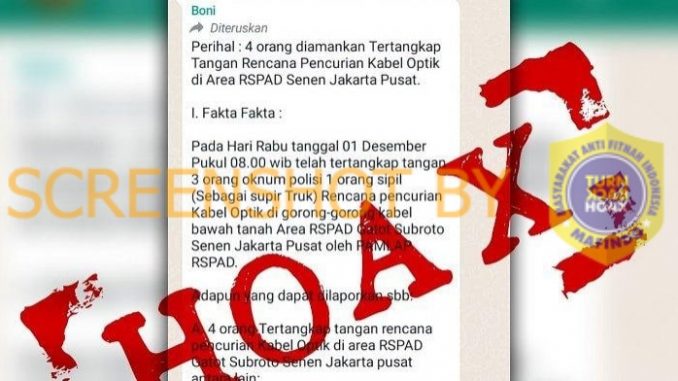 Boni
Diteruskan
Perihal : 4 orang diamankan Tertangkap
Tangan Rencana Pencurian Kabel Optik
di Area RSPAD Senen Jakarta Pusat.
I. Fakta Fakta :
Pada Hari Rabu tanggal 01 Desember
Pukul 08.00 wib telah tertangkap tangan
3 orang oknum polisi 1 orang sipil
(Sebagai supir Truk) Rencana pencurian
Kabel Optik di gorong-gorong kabel
bawah tanah Area RSPAD Gatot Subroto
Senen Jakarta Pusat oleh PAMLAP
RSPAD.
Adapun yang dapat dilaporkan sbb:
A. 4 orang Tertangkap tangan rencana
pencurian Kabel Optik di area RSPAD
Gatot Subroto Senen Jakarta pusat
antara lain:
SCREENSHOT BY
HOAX
MASYARAKAT ANTI FITNAH INDONESIA
TURN
BACK
HOAX
MAFINDO